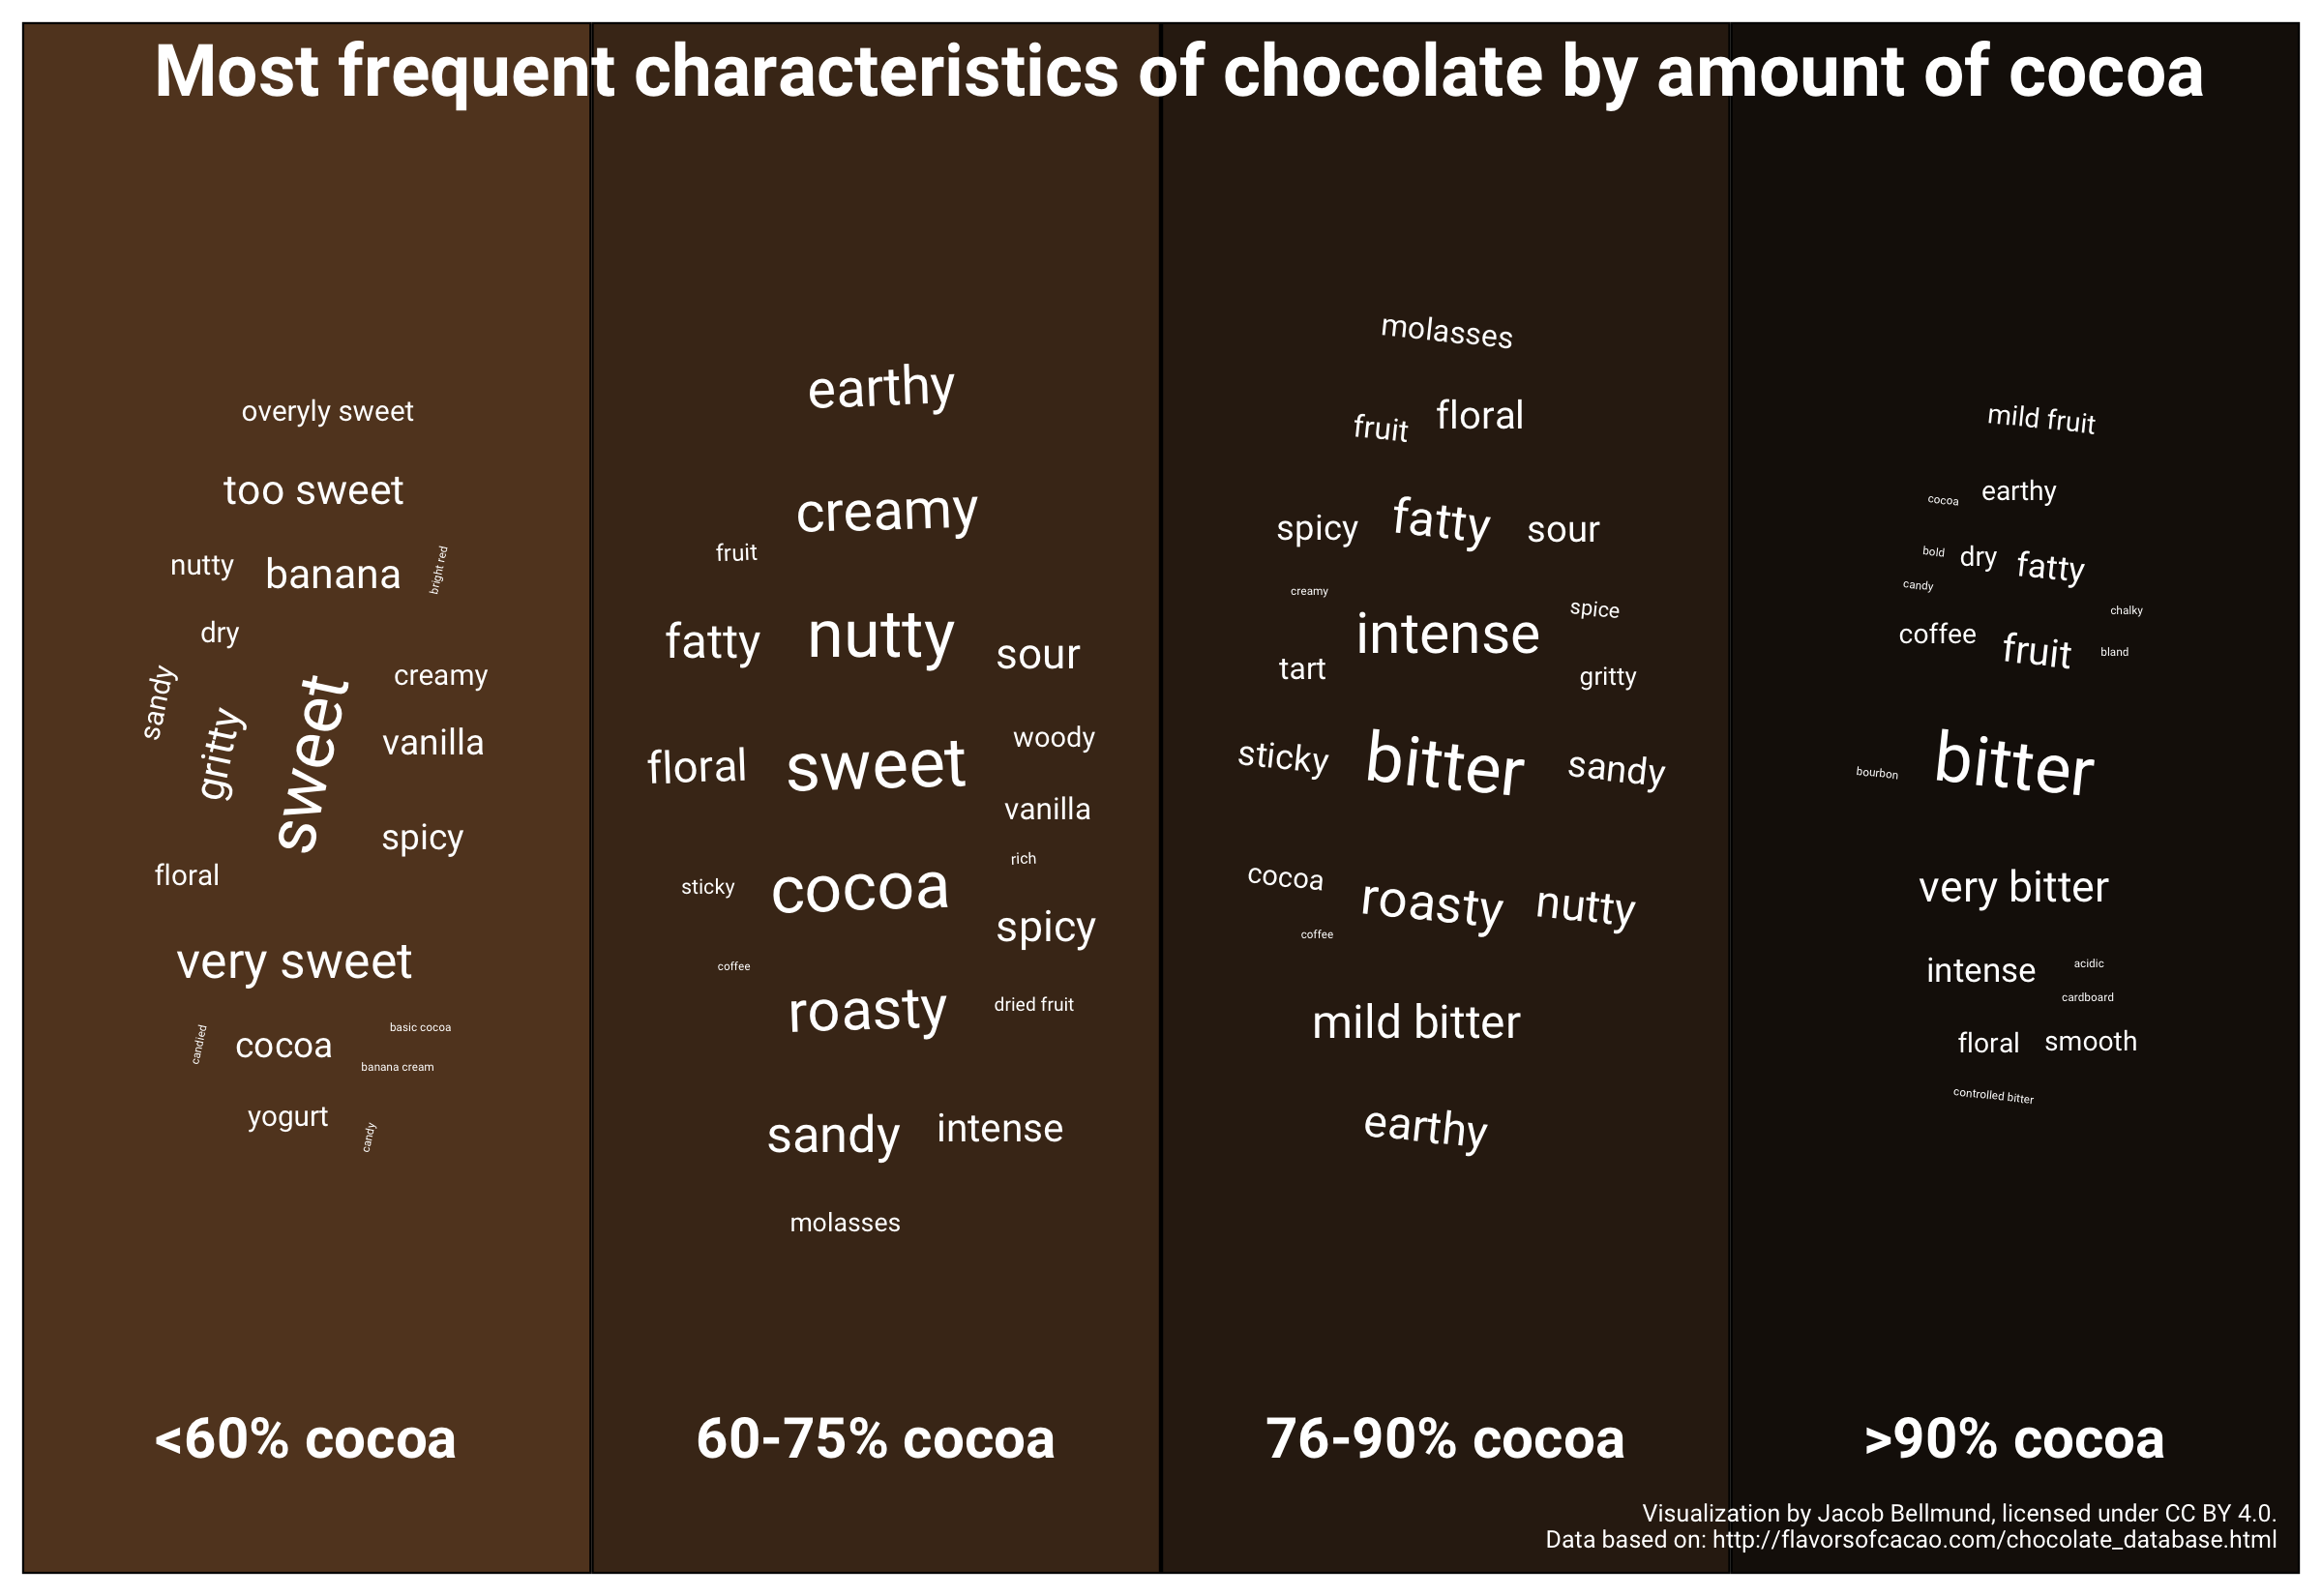 Most frequent characteristics of chocolate by amount of cocoa
overyly sweet
too sweet
nutty
banana
bright red
dry
sandy
creamy
gritty
sweet
vanilla
spicy
floral
very sweet
candied
cocoa
basic cocoa
banana cream
yogurt
candy
<60% cocoa
earthy
creamy
fruit
fatty
nutty
sour
floral
sweet
woody
vanilla
rich
sticky
cocoa
spicy
coffee
roasty
dried fruit
sandy
intense
molasses
60-75% cocoa
molasses
fruit
floral
spicy
fatty
sour
creamy
intense
spice
tart
gritty
sticky
bitter
sandy
cocoa
roasty
nutty
coffee
mild bitter
earthy
76-90% cocoa
mild fruit
cocoa
earthy
bold
dry
fatty
candy
chalky
coffee
fruit
bland
bourbon
bitter
very bitter
intense
acidic
cardboard
floral
smooth
controlled bitter
>90% cocoa
Visualization by Jacob Bellmund, licensed under CC BY 4.0.
Data based on: http://flavorsofcacao.com/chocolate_database.html